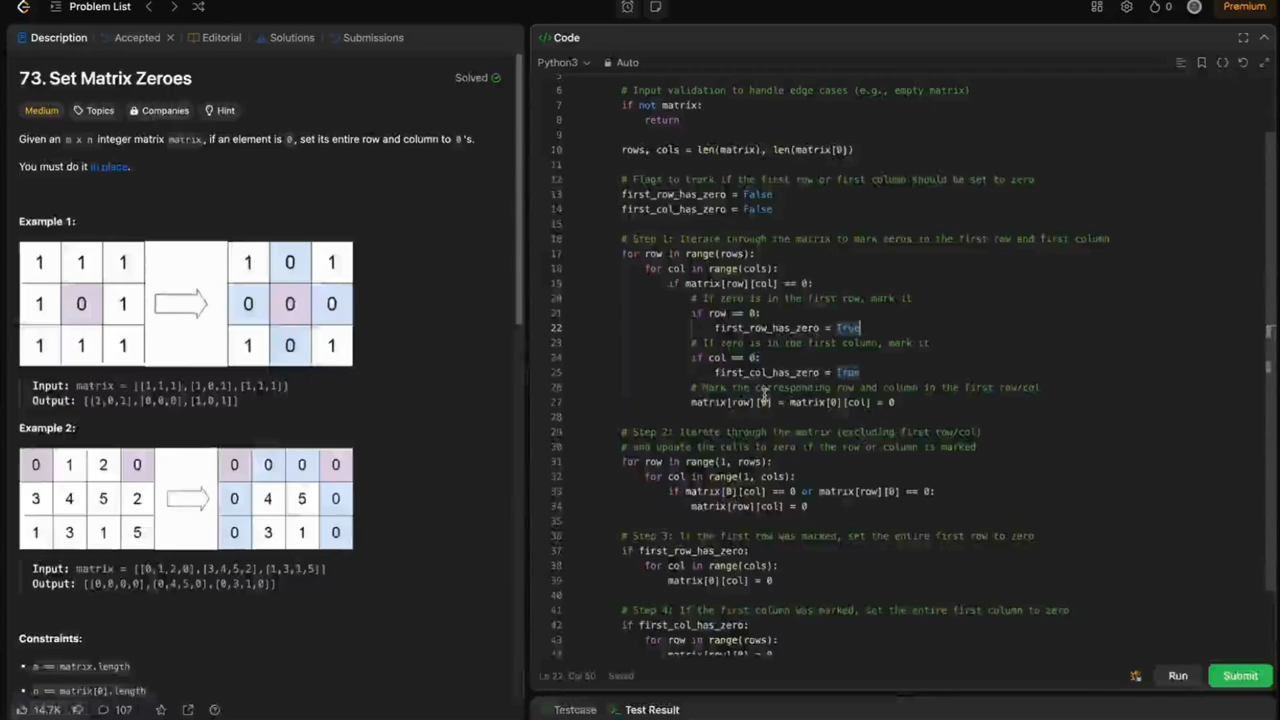 Problem List
Premium
Description
Accepted
Editorial
Solutions
Submissions
73. Set Matrix Zeroes
Solved
Medium
Topics
Companies
Hint
Given an m x n integer matrix matrix, if an element is 0, set its entire row and column to 0's.
You must do it in place.
Example 1:
1 1 1 1 0 1
1 0 1 0 0 0
1 1 1 1 0 1
Input: matrix = [[1,1,1],[1,0,1],[1,1,1]]
Output: [[1,0,1],[0,0,0],[1,0,1]]
Example 2:
0 1 2 0 0 0 0 0
3 4 5 2 0 4 5 0
1 3 1 5 0 3 1 0
Input: matrix = [[0,1,2,0],[3,4,5,2],[1,3,1,5]]
Output: [[0,0,0,0],[0,4,5,0],[0,3,1,0]]
Constraints:
m == matrix.length
n == matrix[0].length
14.7K
107
Code
Python3
Auto
5
6 # Input validation to handle edge cases (e.g., empty matrix)
7 if not matrix:
8 return
9
10 rows, cols = len(matrix), len(matrix[0])
11
12 # Flags to track if the first row or first column should be set to zero
13 first_row_has_zero = False
14 first_col_has_zero = False
15
16 # Step 1: Iterate through the matrix to mark zeros in the first row and first column
17 for row in range(rows):
18 for col in range(cols):
19 if matrix[row][col] == 0:
20 # If zero is in the first row, mark it
21 if row == 0:
22 first_row_has_zero = True
23 # If zero is in the first column, mark it
24 if col == 0:
25 first_col_has_zero = True
26 # Mark the corresponding row and column in the first row/col
27 matrix[row][0] = matrix[0][col] = 0
28
29 # Step 2: Iterate through the matrix (excluding first row/col)
30 # and update the cells to zero if the row or column is marked
31 for row in range(1, rows):
32 for col in range(1, cols):
33 if matrix[0][col] == 0 or matrix[row][0] == 0:
34 matrix[row][col] = 0
35
36 # Step 3: If the first row was marked, set the entire first row to zero
37 if first_row_has_zero:
38 for col in range(cols):
39 matrix[0][col] = 0
40
41 # Step 4: If the first column was marked, set the entire first column to zero
42 if first_col_has_zero:
43 for row in range(rows):
matrix[row][0] = 0
Ln 22, Col 50 Saved
Run
Submit
Testcase
Test Result